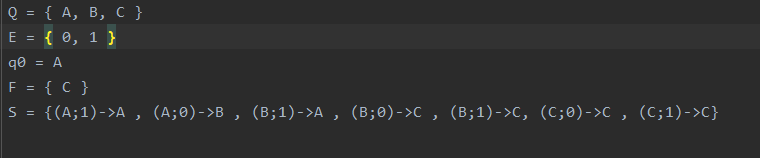 Q = { A, B, C }
E = { 0, 1 }
q0 = A
F = { C }
S = {(A;1)->A , (A;0)->B , (B;1)->A , (B;0)->C , (B;1)->C, (C;0)->C , (C;1)->C}